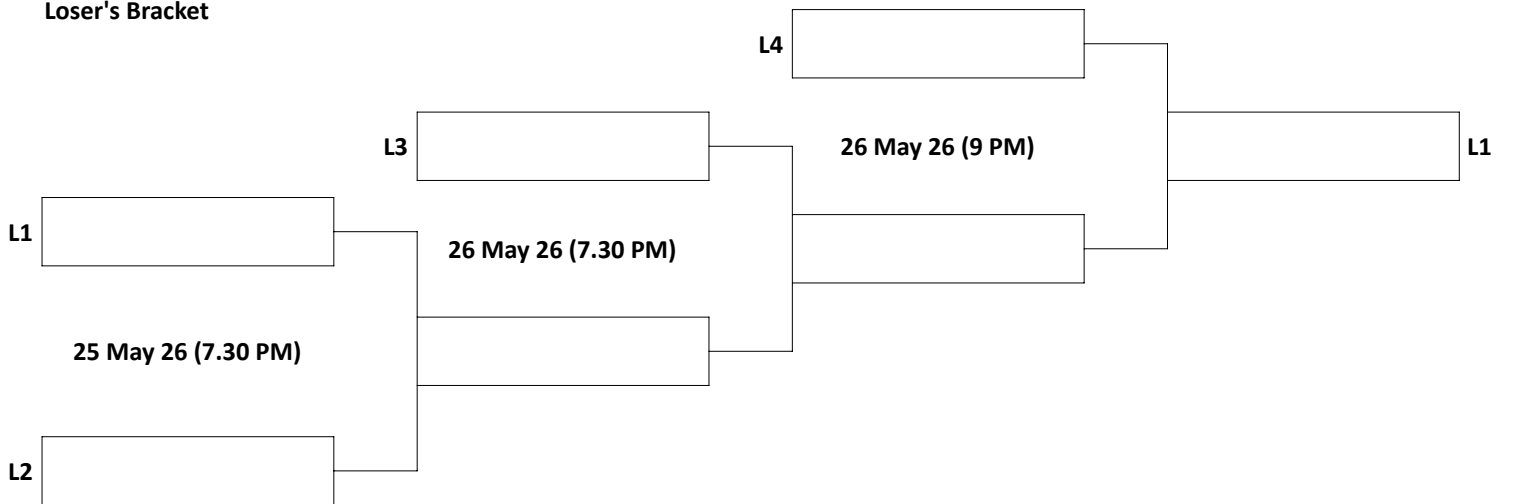 Loser's Bracket
L4
L3
26 May 26 (9 PM)
L1
L1
26 May 26 (7.30 PM)
25 May 26 (7.30 PM)
L2